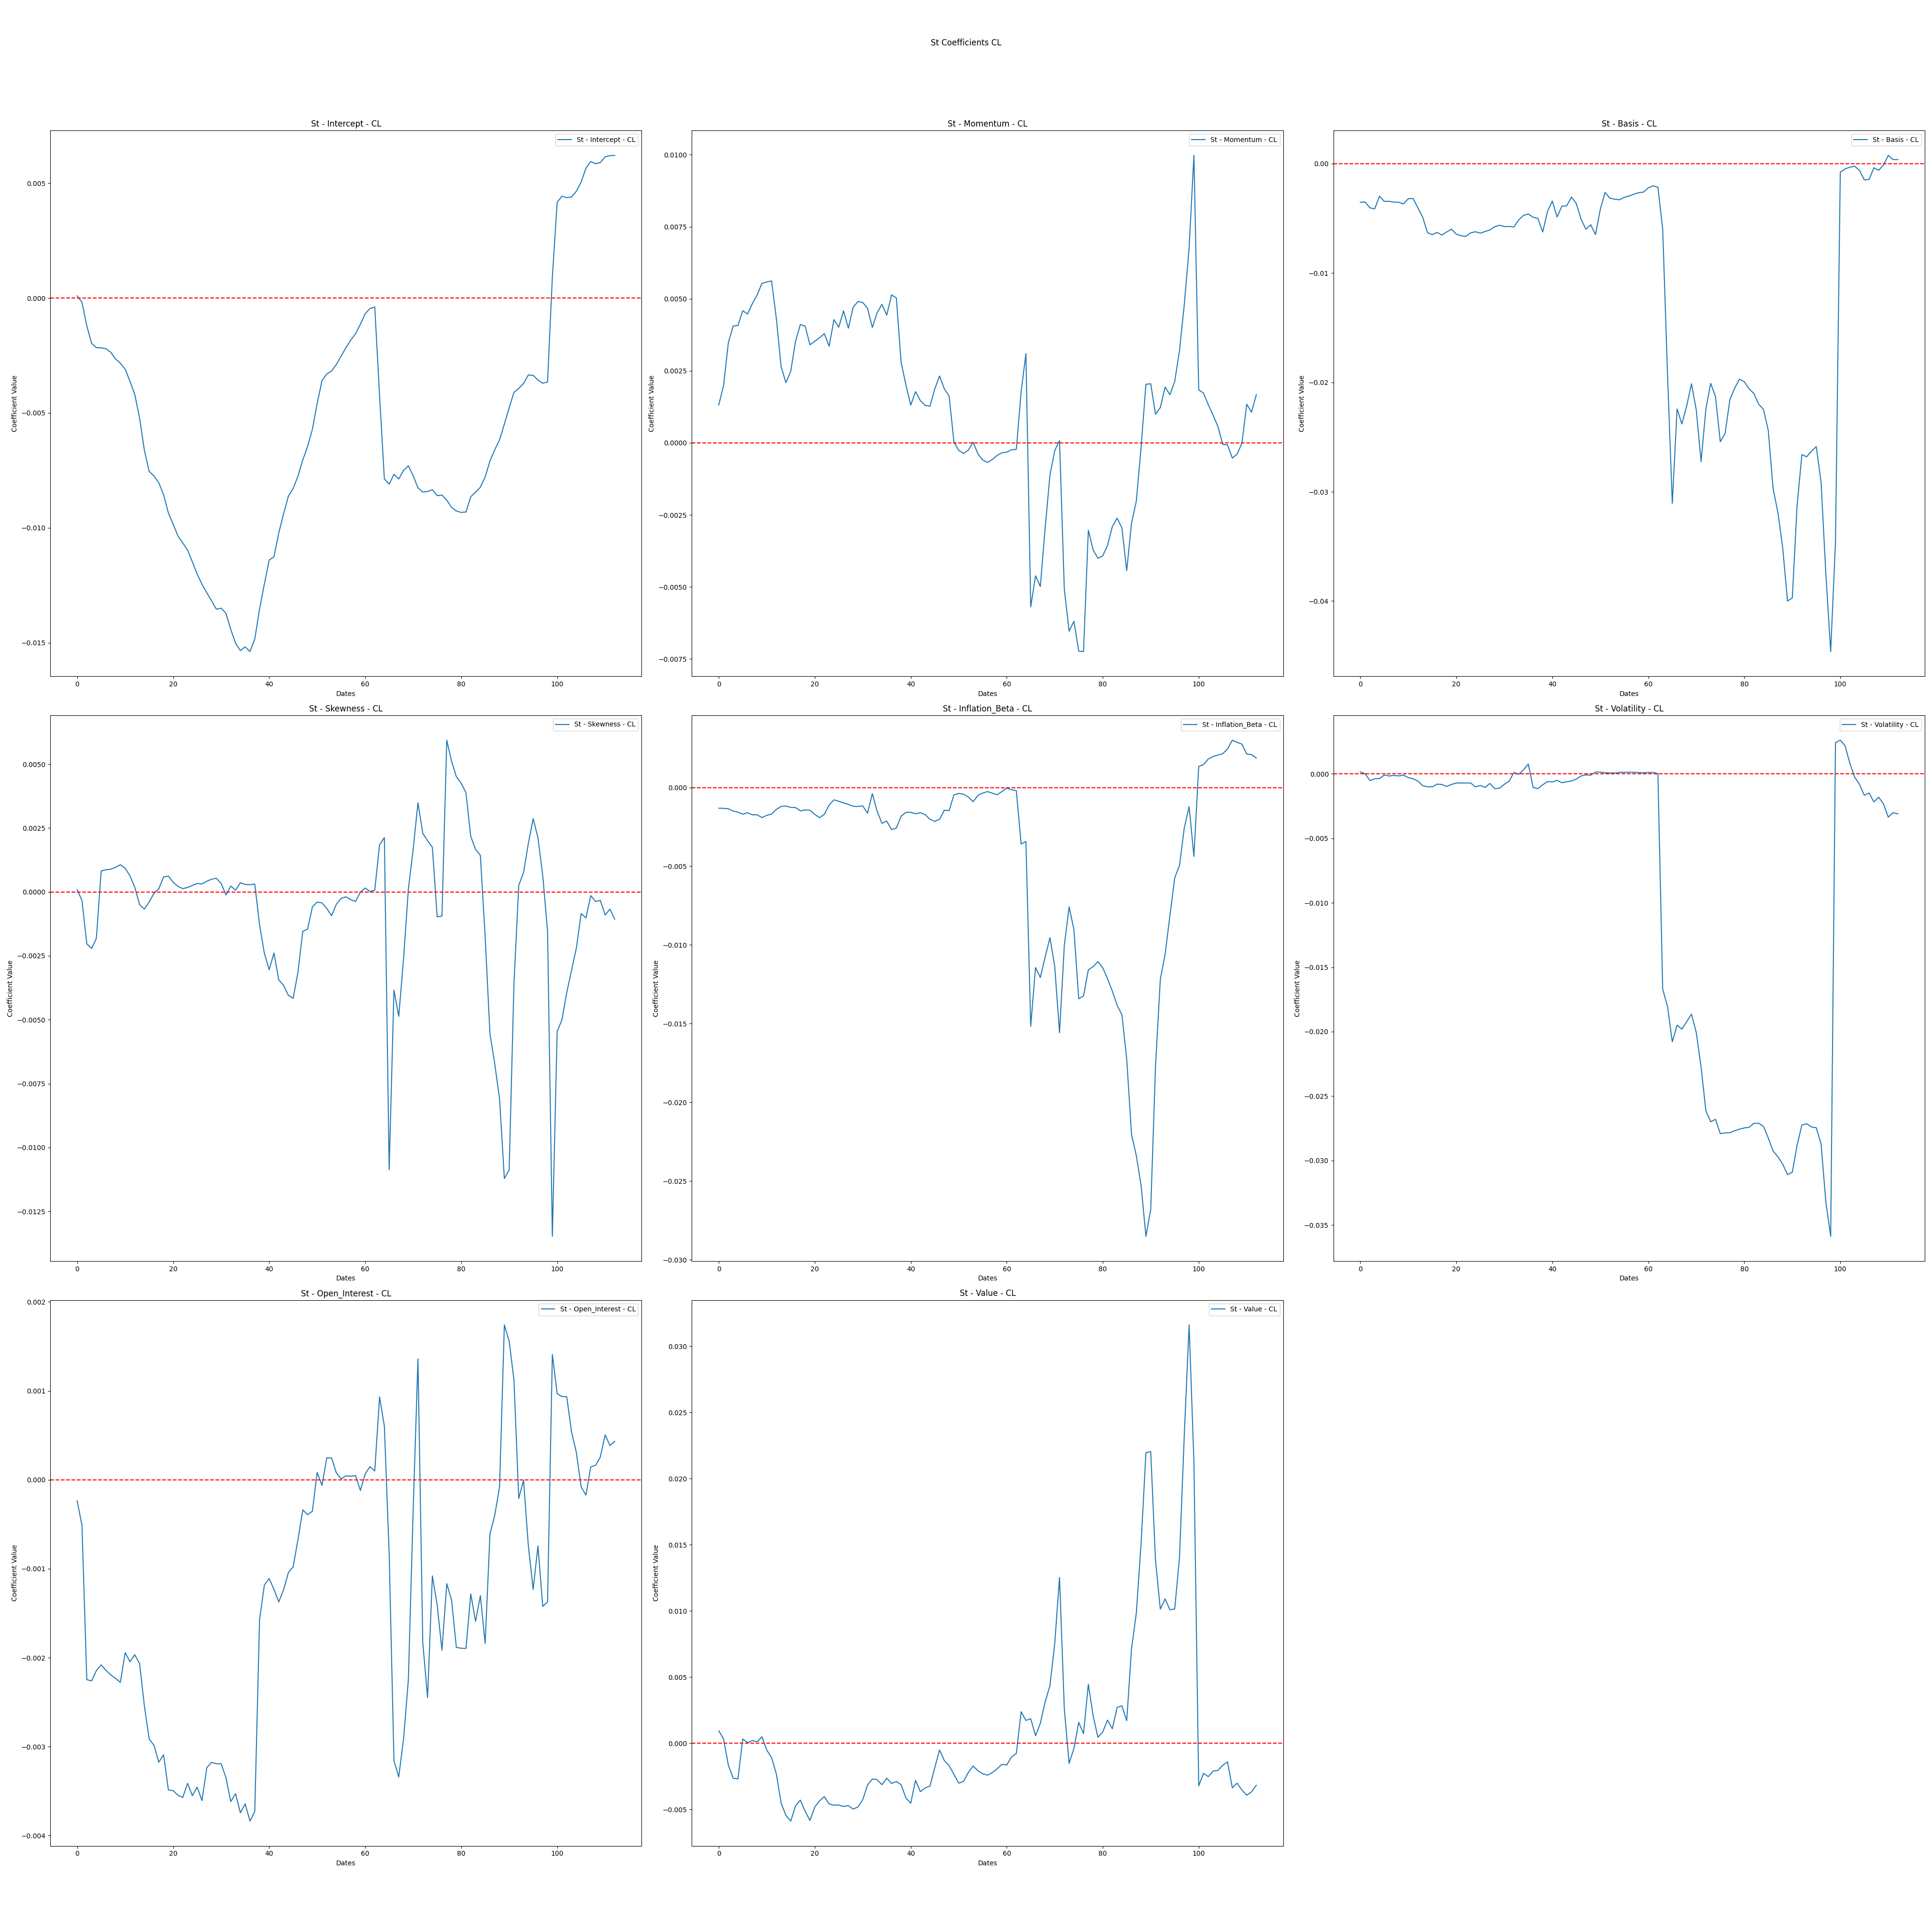 St Coefficients CL
St - Intercept - CL
St - Intercept - CL
Coefficient Value
0.005
0.000
−0.005
−0.010
−0.015
0 20 40 60 80 100
Dates
St - Momentum - CL
St - Momentum - CL
Coefficient Value
0.0100
0.0075
0.0050
0.0025
0.0000
−0.0025
−0.0050
−0.0075
0 20 40 60 80 100
Dates
St - Basis - CL
St - Basis - CL
Coefficient Value
0.00
−0.01
−0.02
−0.03
−0.04
0 20 40 60 80 100
Dates
St - Skewness - CL
St - Skewness - CL
Coefficient Value
0.0050
0.0025
0.0000
−0.0025
−0.0050
−0.0075
−0.0100
−0.0125
0 20 40 60 80 100
Dates
St - Inflation_Beta - CL
St - Inflation_Beta - CL
Coefficient Value
0.000
−0.005
−0.010
−0.015
−0.020
−0.025
−0.030
0 20 40 60 80 100
Dates
St - Volatility - CL
St - Volatility - CL
Coefficient Value
0.000
−0.005
−0.010
−0.015
−0.020
−0.025
−0.030
−0.035
0 20 40 60 80 100
Dates
St - Open_Interest - CL
St - Open_Interest - CL
Coefficient Value
0.002
0.001
0.000
−0.001
−0.002
−0.003
−0.004
0 20 40 60 80 100
Dates
St - Value - CL
St - Value - CL
Coefficient Value
0.030
0.025
0.020
0.015
0.010
0.005
0.000
−0.005
0 20 40 60 80 100
Dates